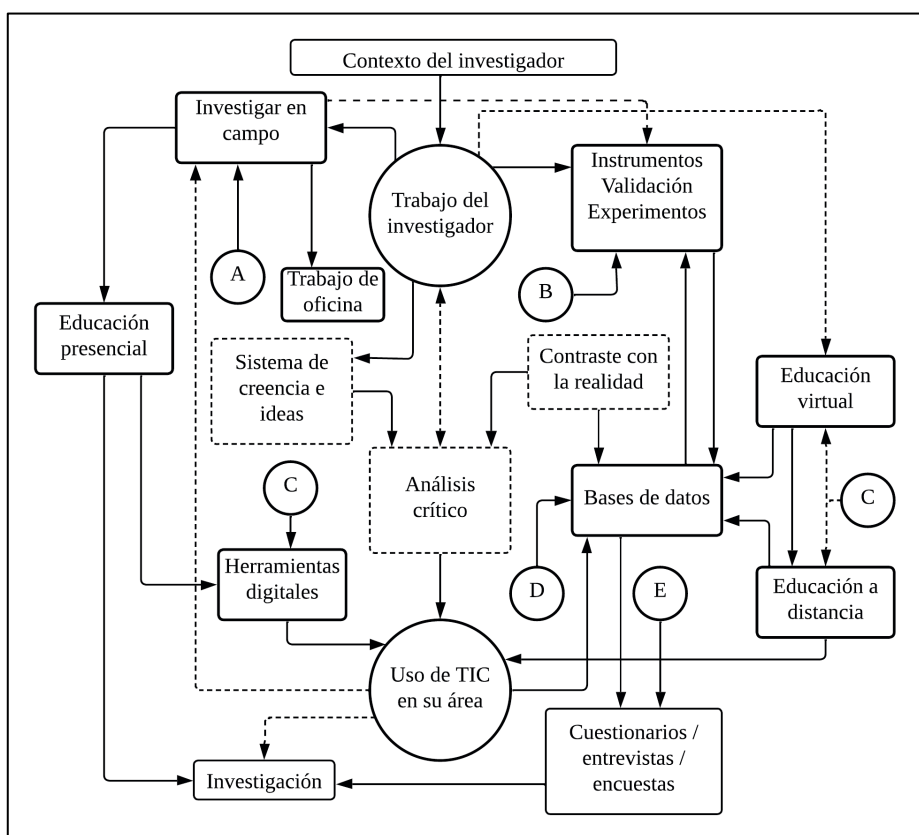 Contexto del investigador
Investigar en
campo
Instrumentos
Validación
Experimentos
Trabajo del
investigador
A
Trabajo de
oficina
B
Educación
presencial
Sistema de
creencia e
ideas
Contraste con
la realidad
Educación
virtual
C
Análisis
crítico
Bases de datos
C
Herramientas
digitales
D
E
Educación a
distancia
Uso de TIC
en su área
Cuestionarios /
entrevistas /
encuestas
Investigación